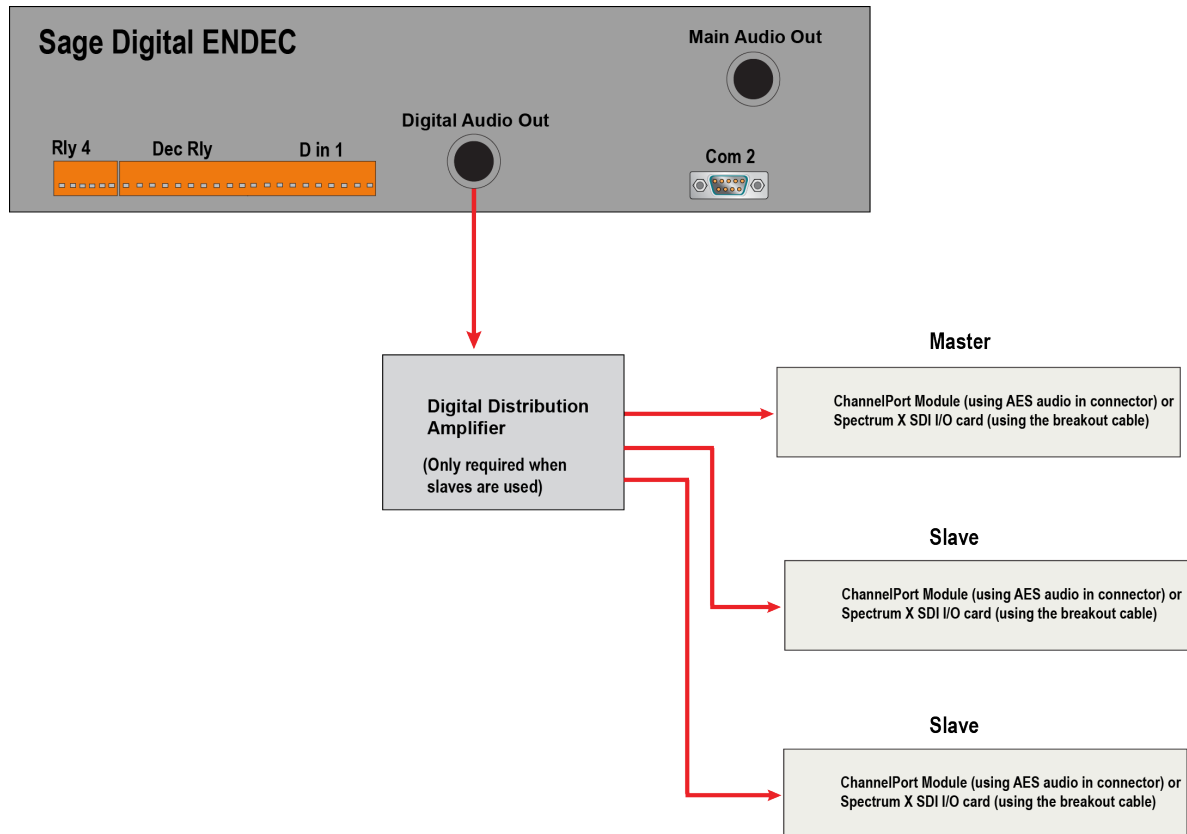 Sage Digital ENDEC
Main Audio Out
Digital Audio Out
Rly 4
Dec Rly
D in 1
Com 2
Digital Distribution
Amplifier
(Only required when
slaves are used)
Master
ChannelPort Module (using AES audio in connector) or
Spectrum X SDI I/O card (using the breakout cable)
Slave
ChannelPort Module (using AES audio in connector) or
Spectrum X SDI I/O card (using the breakout cable)
Slave
ChannelPort Module (using AES audio in connector) or
Spectrum X SDI I/O card (using the breakout cable)